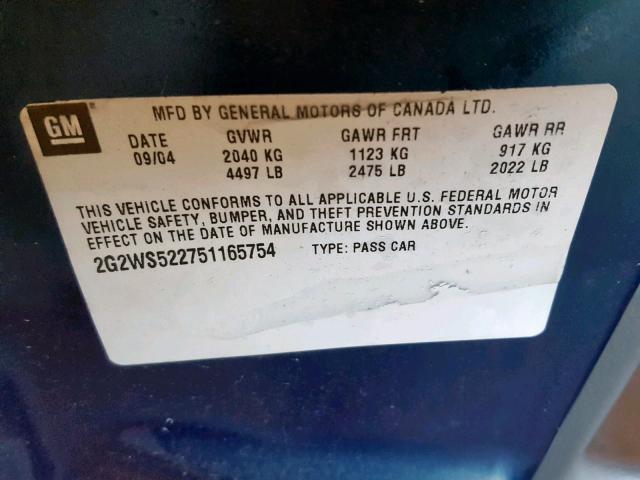 GM
MFD BY GENERAL MOTORS OF CANADA LTD.
DATE GVWR GAWR FRT GAWR RR
09/04 2040 KG 1123 KG 917 KG
4497 LB 2475 LB 2022 LB
THIS VEHICLE CONFORMS TO ALL APPLICABLE U.S. FEDERAL MOTOR
VEHICLE SAFETY, BUMPER, AND THEFT PREVENTION STANDARDS IN
EFFECT ON THE DATE OF MANUFACTURE SHOWN ABOVE.
2G2WS522751165754 TYPE: PASS CAR